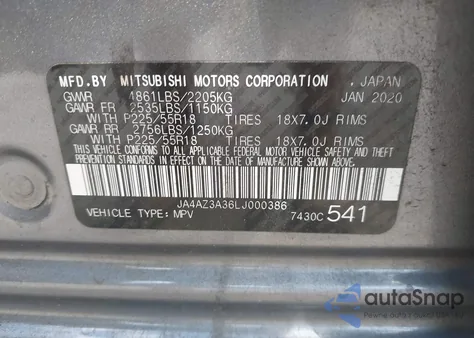 MFD.BY MITSUBISHI MOTORS CORPORATION , JAPAN
GVWR 4861LBS/2205KG JAN 2020
GAWR FR 2535LBS/1150KG
WITH P225/55R18 TIRES 18X7.0J RIMS
GAWR RR 2756LBS/1250KG
WITH P225/55R18 TIRES 18X7.0J RIMS
THIS VEHICLE CONFORMS TO ALL APPLICABLE
FEDERAL MOTOR VEHICLE SAFETY AND THEFT
PREVENTION STANDARDS IN EFFECT ON THE DATE OF
MANUFACTURE SHOWN ABOVE.
JA4AZ3A36LJ000386
VEHICLE TYPE: MPV 7430C 541
autoSnap